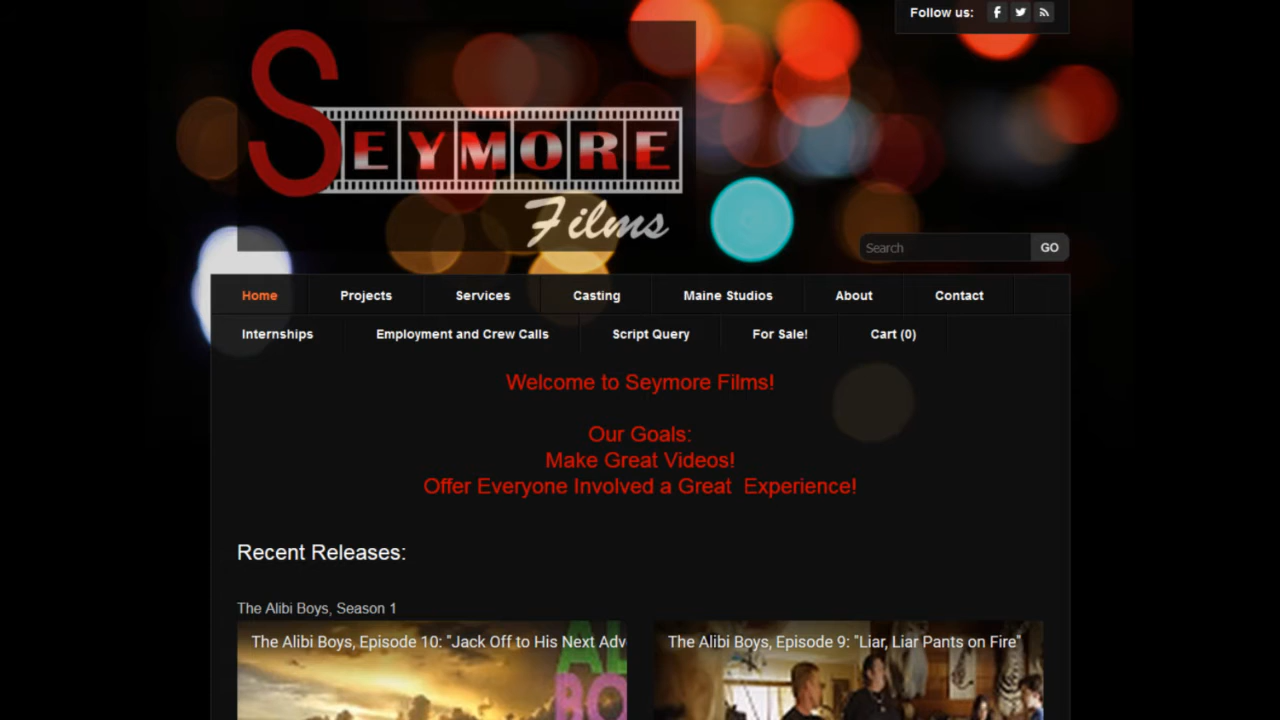 Follow us:
SEYMORE
Films
Search
GO
Home Projects Services Casting Maine Studios About Contact
Internships Employment and Crew Calls Script Query For Sale! Cart (0)
Welcome to Seymore Films!
Our Goals:
Make Great Videos!
Offer Everyone Involved a Great  Experience!
Recent Releases:
The Alibi Boys, Season 1
The Alibi Boys, Episode 10: "Jack Off to His Next Adv
The Alibi Boys, Episode 9: "Liar, Liar Pants on Fire"
AL
BO